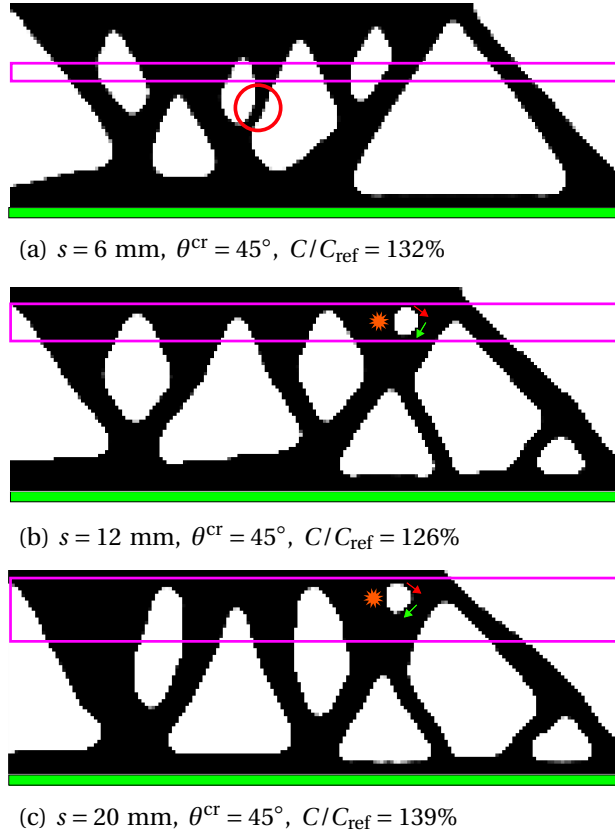 (a) s = 6 mm, θ^cr = 45°, C/C_ref = 132%
(b) s = 12 mm, θ^cr = 45°, C/C_ref = 126%
(c) s = 20 mm, θ^cr = 45°, C/C_ref = 139%